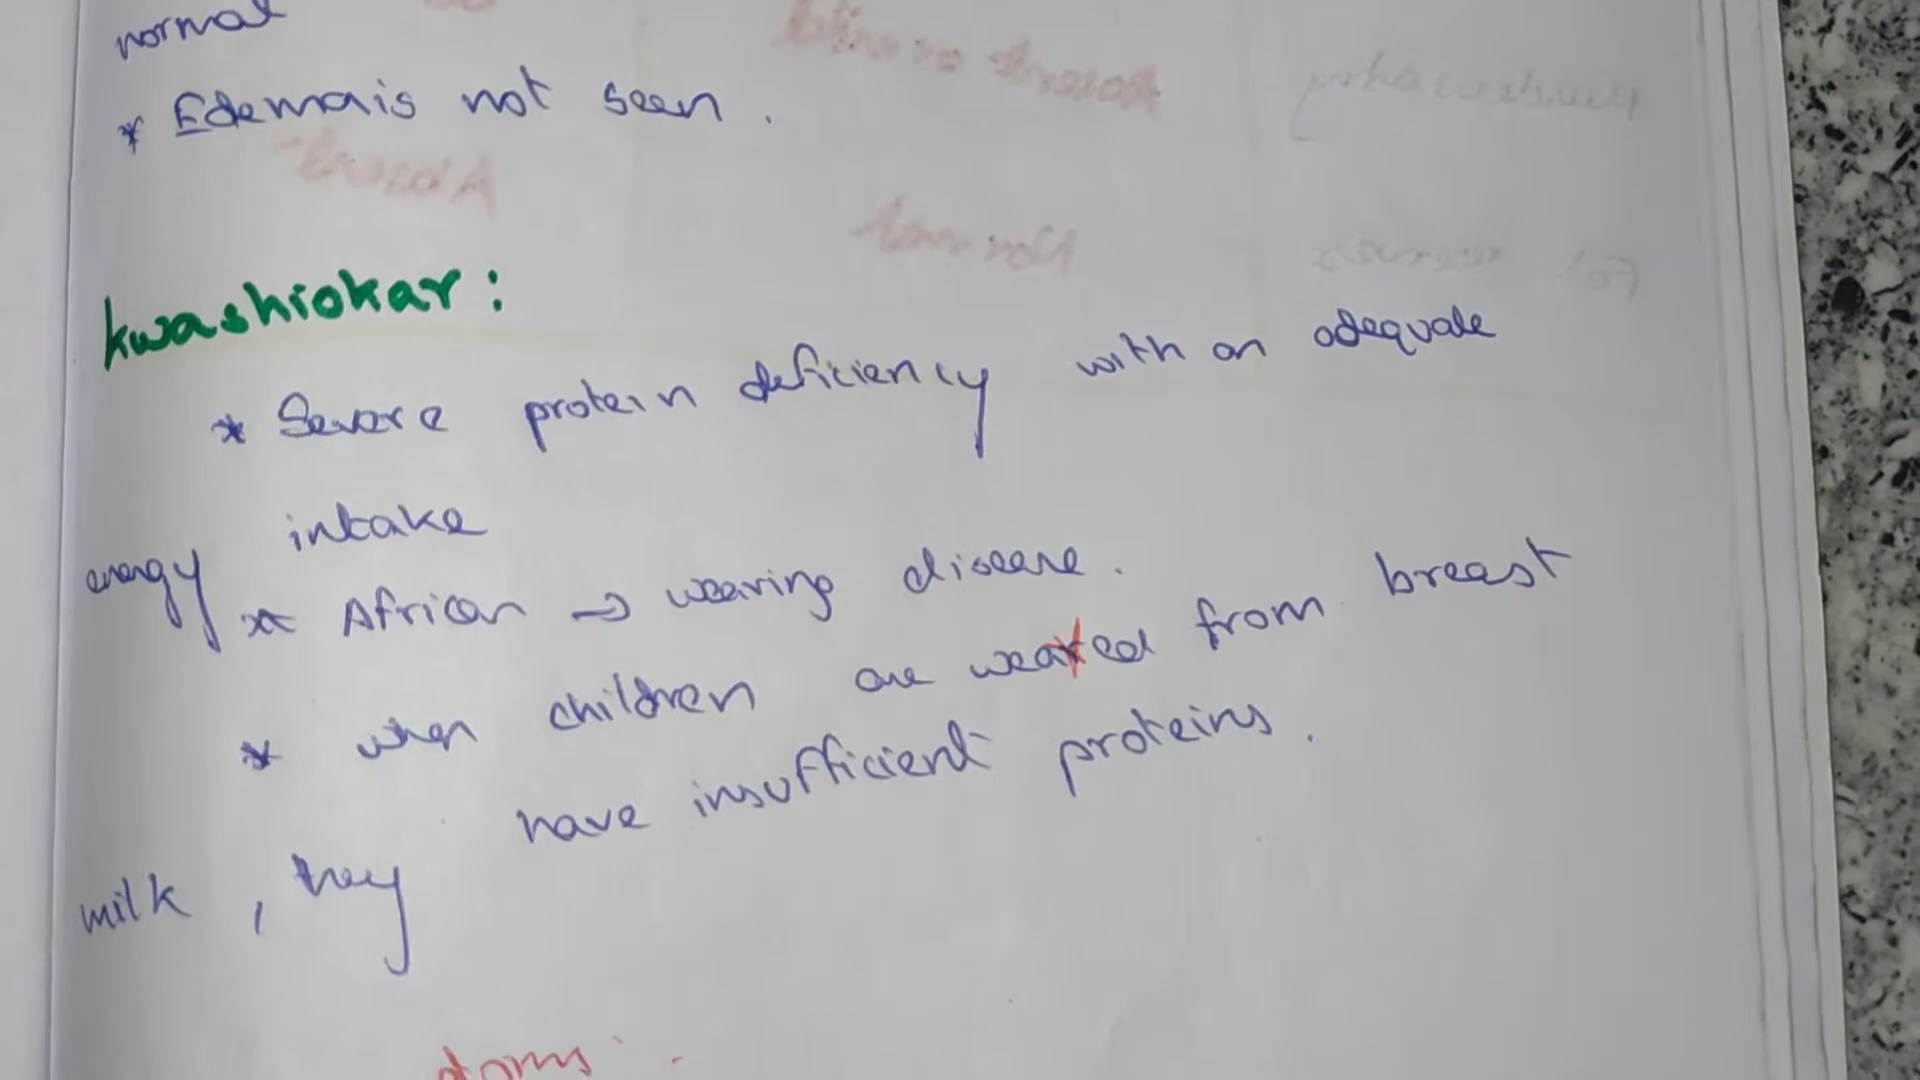 normal
* Edema is not seen .
kwashiokar :
* Severe protein deficiency with an adequate
energy intake
* African → weaning disease .
* when children are weaned from breast
milk , they have insufficient proteins .